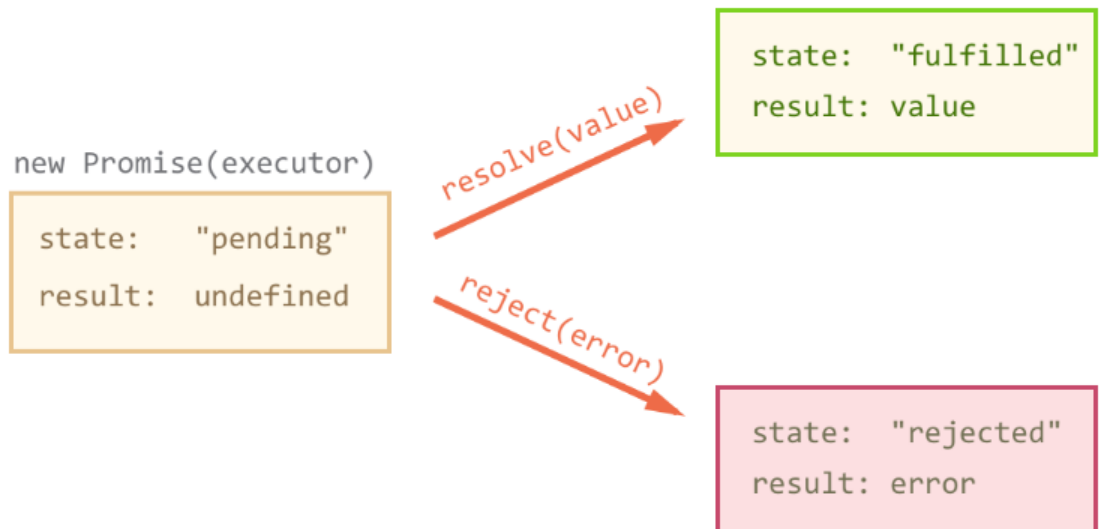 new Promise(executor)
state: "pending"
result: undefined
resolve(value)
reject(error)
state: "fulfilled"
result: value
state: "rejected"
result: error